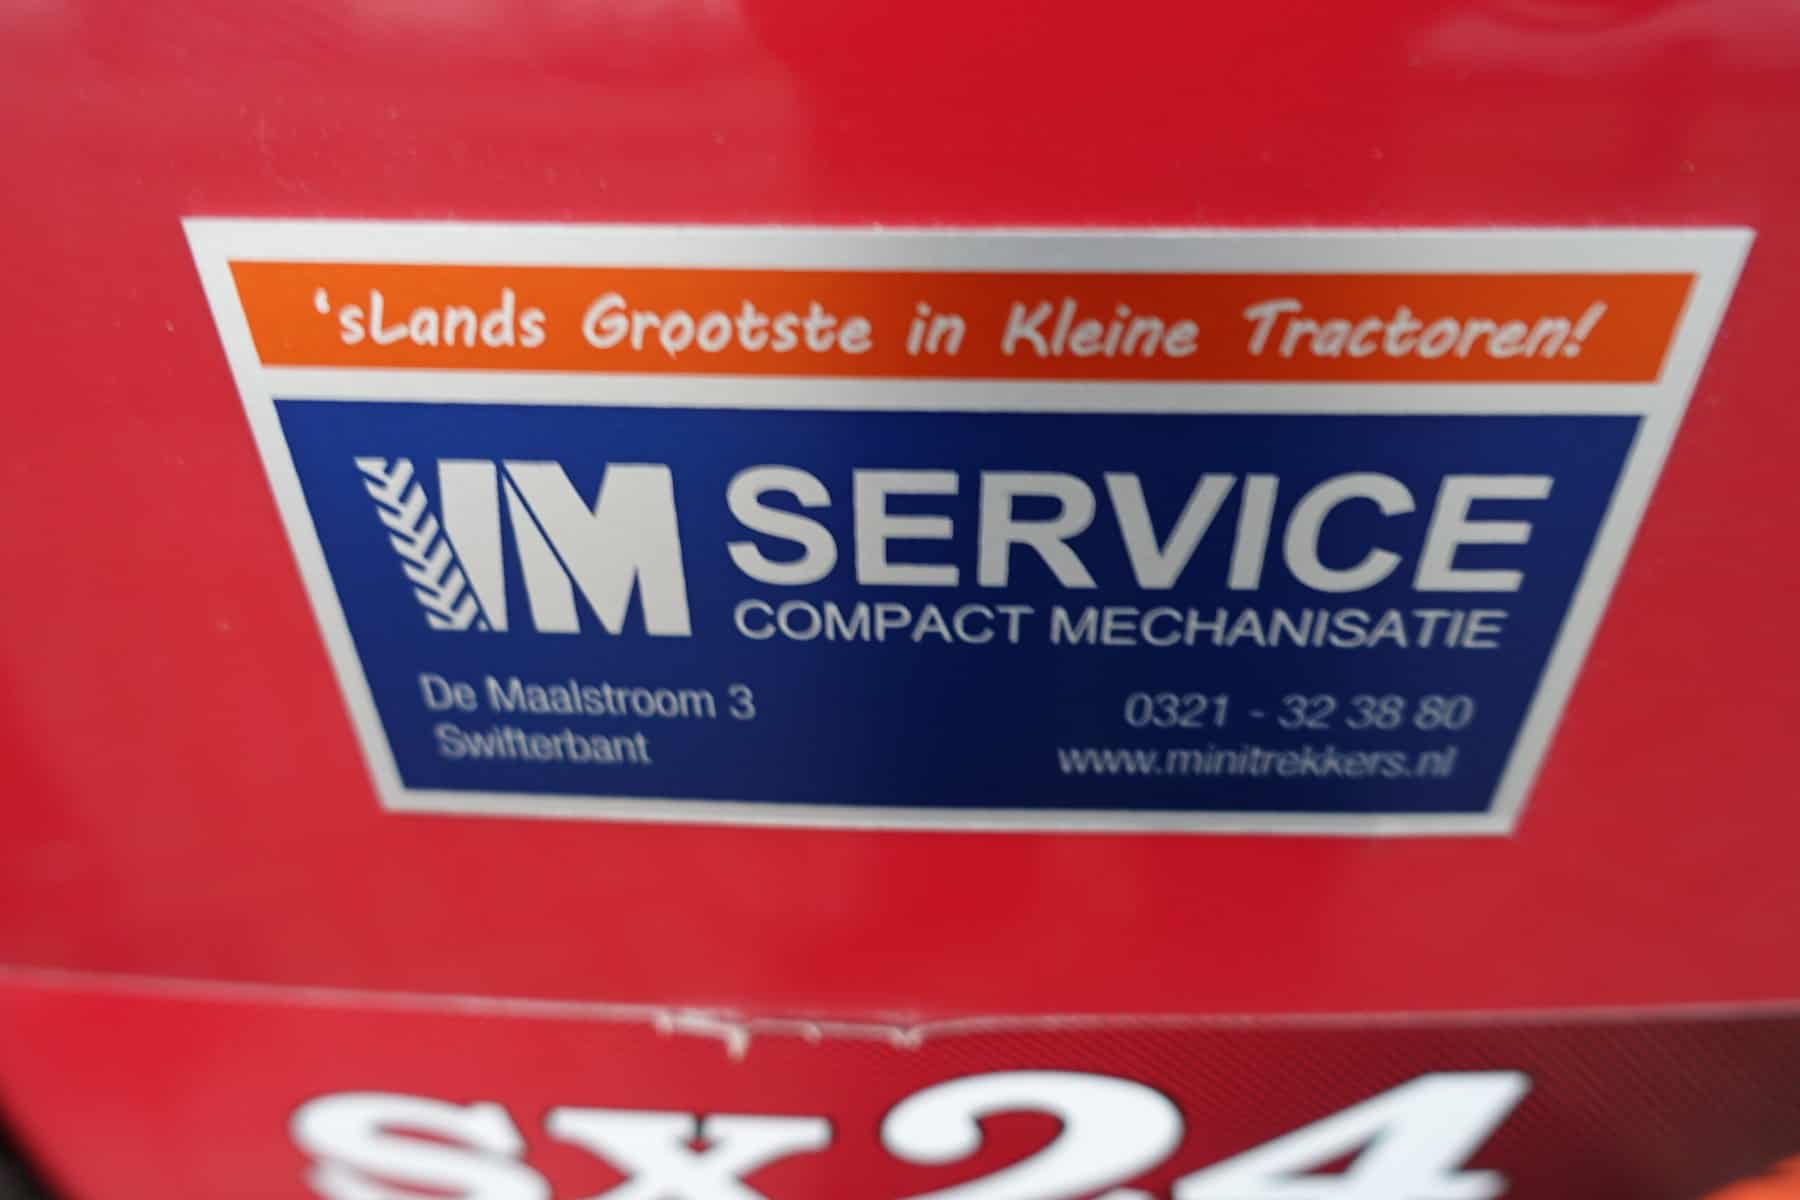 'sLands Grootste in Kleine Tractoren!
IM SERVICE
COMPACT MECHANISATIE
De Maalstroom 3
Swifterbant
0321 - 32 38 80
www.minitrekkers.nl
SX24